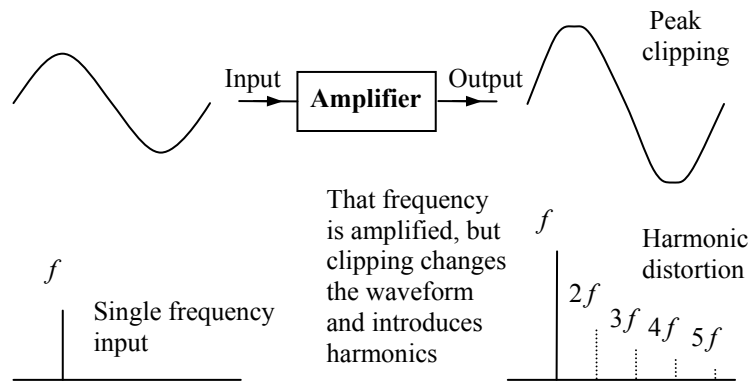 Peak
clipping
Input
Amplifier
Output
f
Single frequency
input
That frequency
is amplified, but
clipping changes
the waveform
and introduces
harmonics
f
2f
3f
4f
5f
Harmonic
distortion